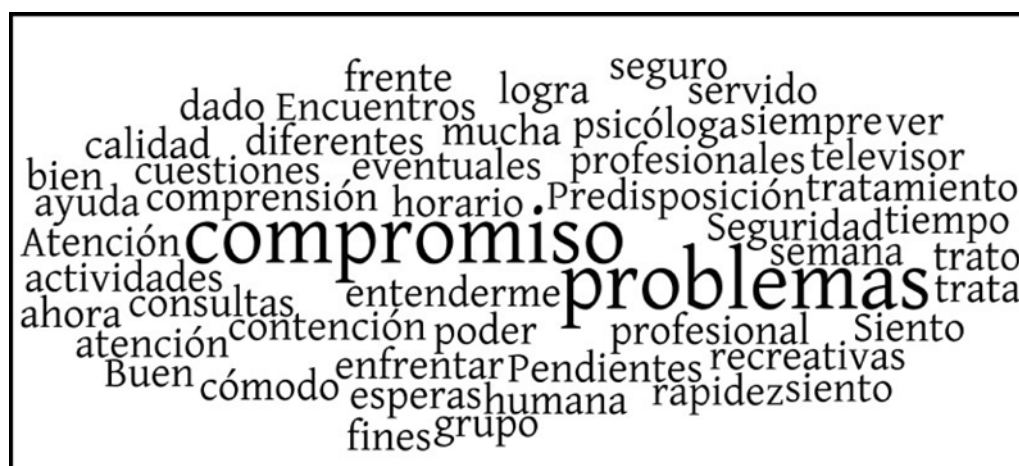 frente logra seguro
dado Encuentros servido
calidad diferentes mucha psicóloga siempre ver
bien cuestiones eventuales profesionales televisor
ayuda comprensión horario Predisposición tratamiento
Atención compromiso Seguridad tiempo
semana trato
actividades problemas trata
ahora consultas entenderme
contención poder profesional Siento
atención enfrentar Pendientes recreativas
Buen cómodo esperas humana rapidez siento
fines grupo